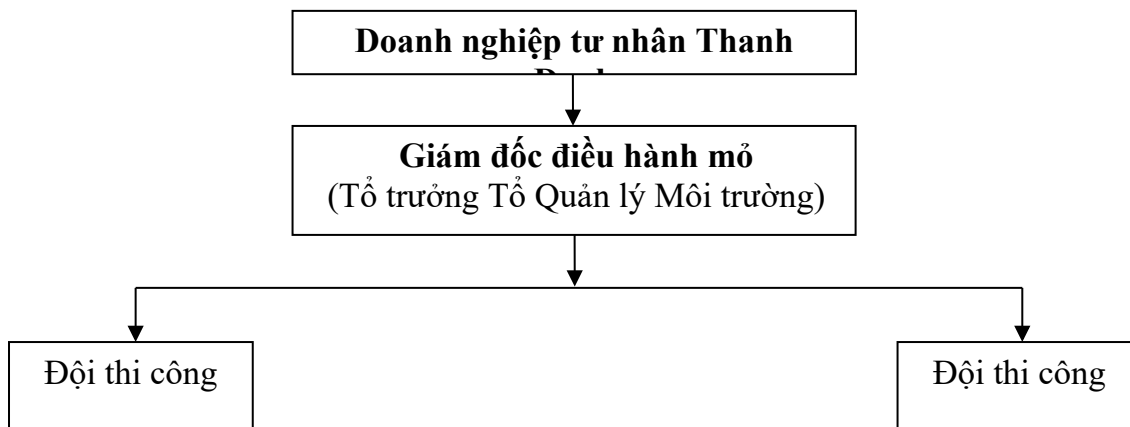 Doanh nghiệp tư nhân Thanh
Giám đốc điều hành mỏ
(Tổ trưởng Tổ Quản lý Môi trường)
Đội thi công
Đội thi công